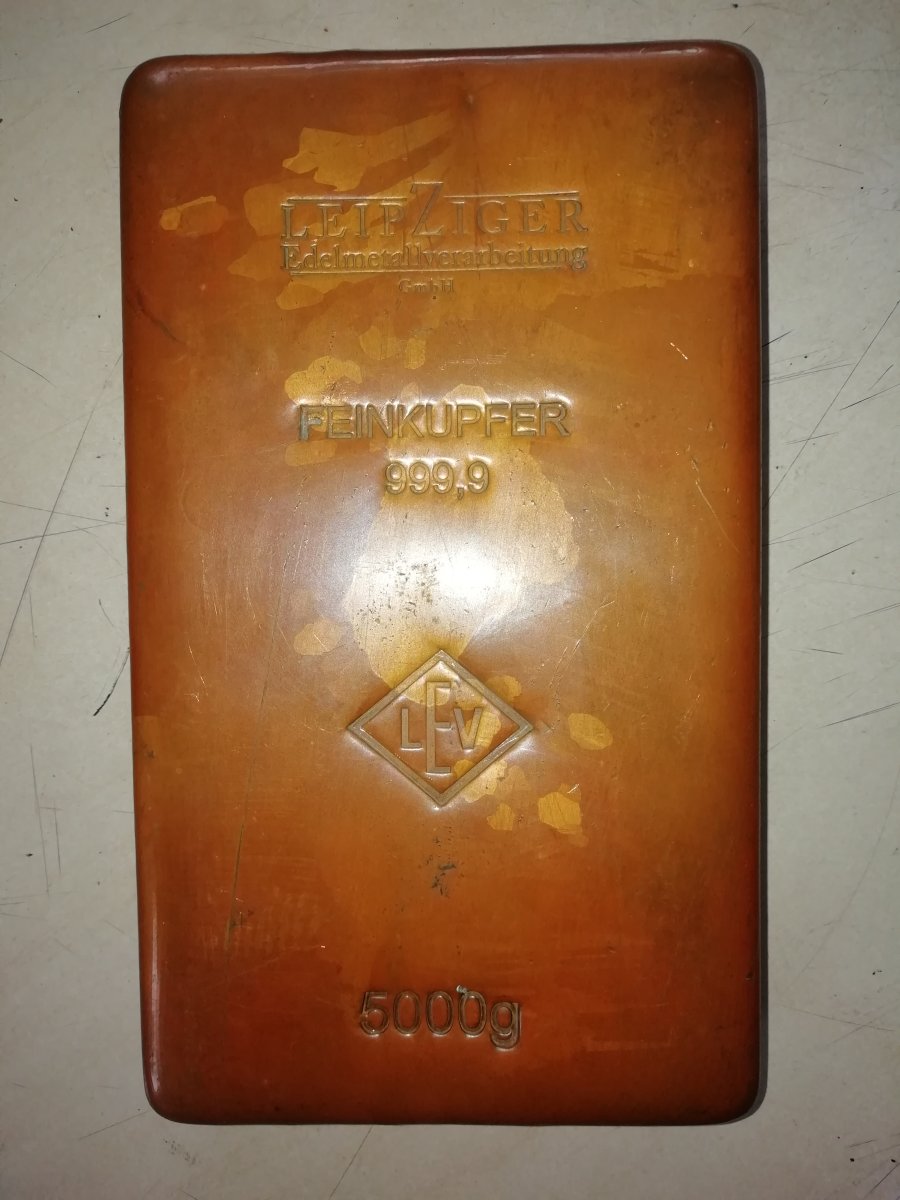 LEIPZIGER
Edelmetallverarbeitung
GmbH
FEINKUPFER
999,9
LEV
5000g